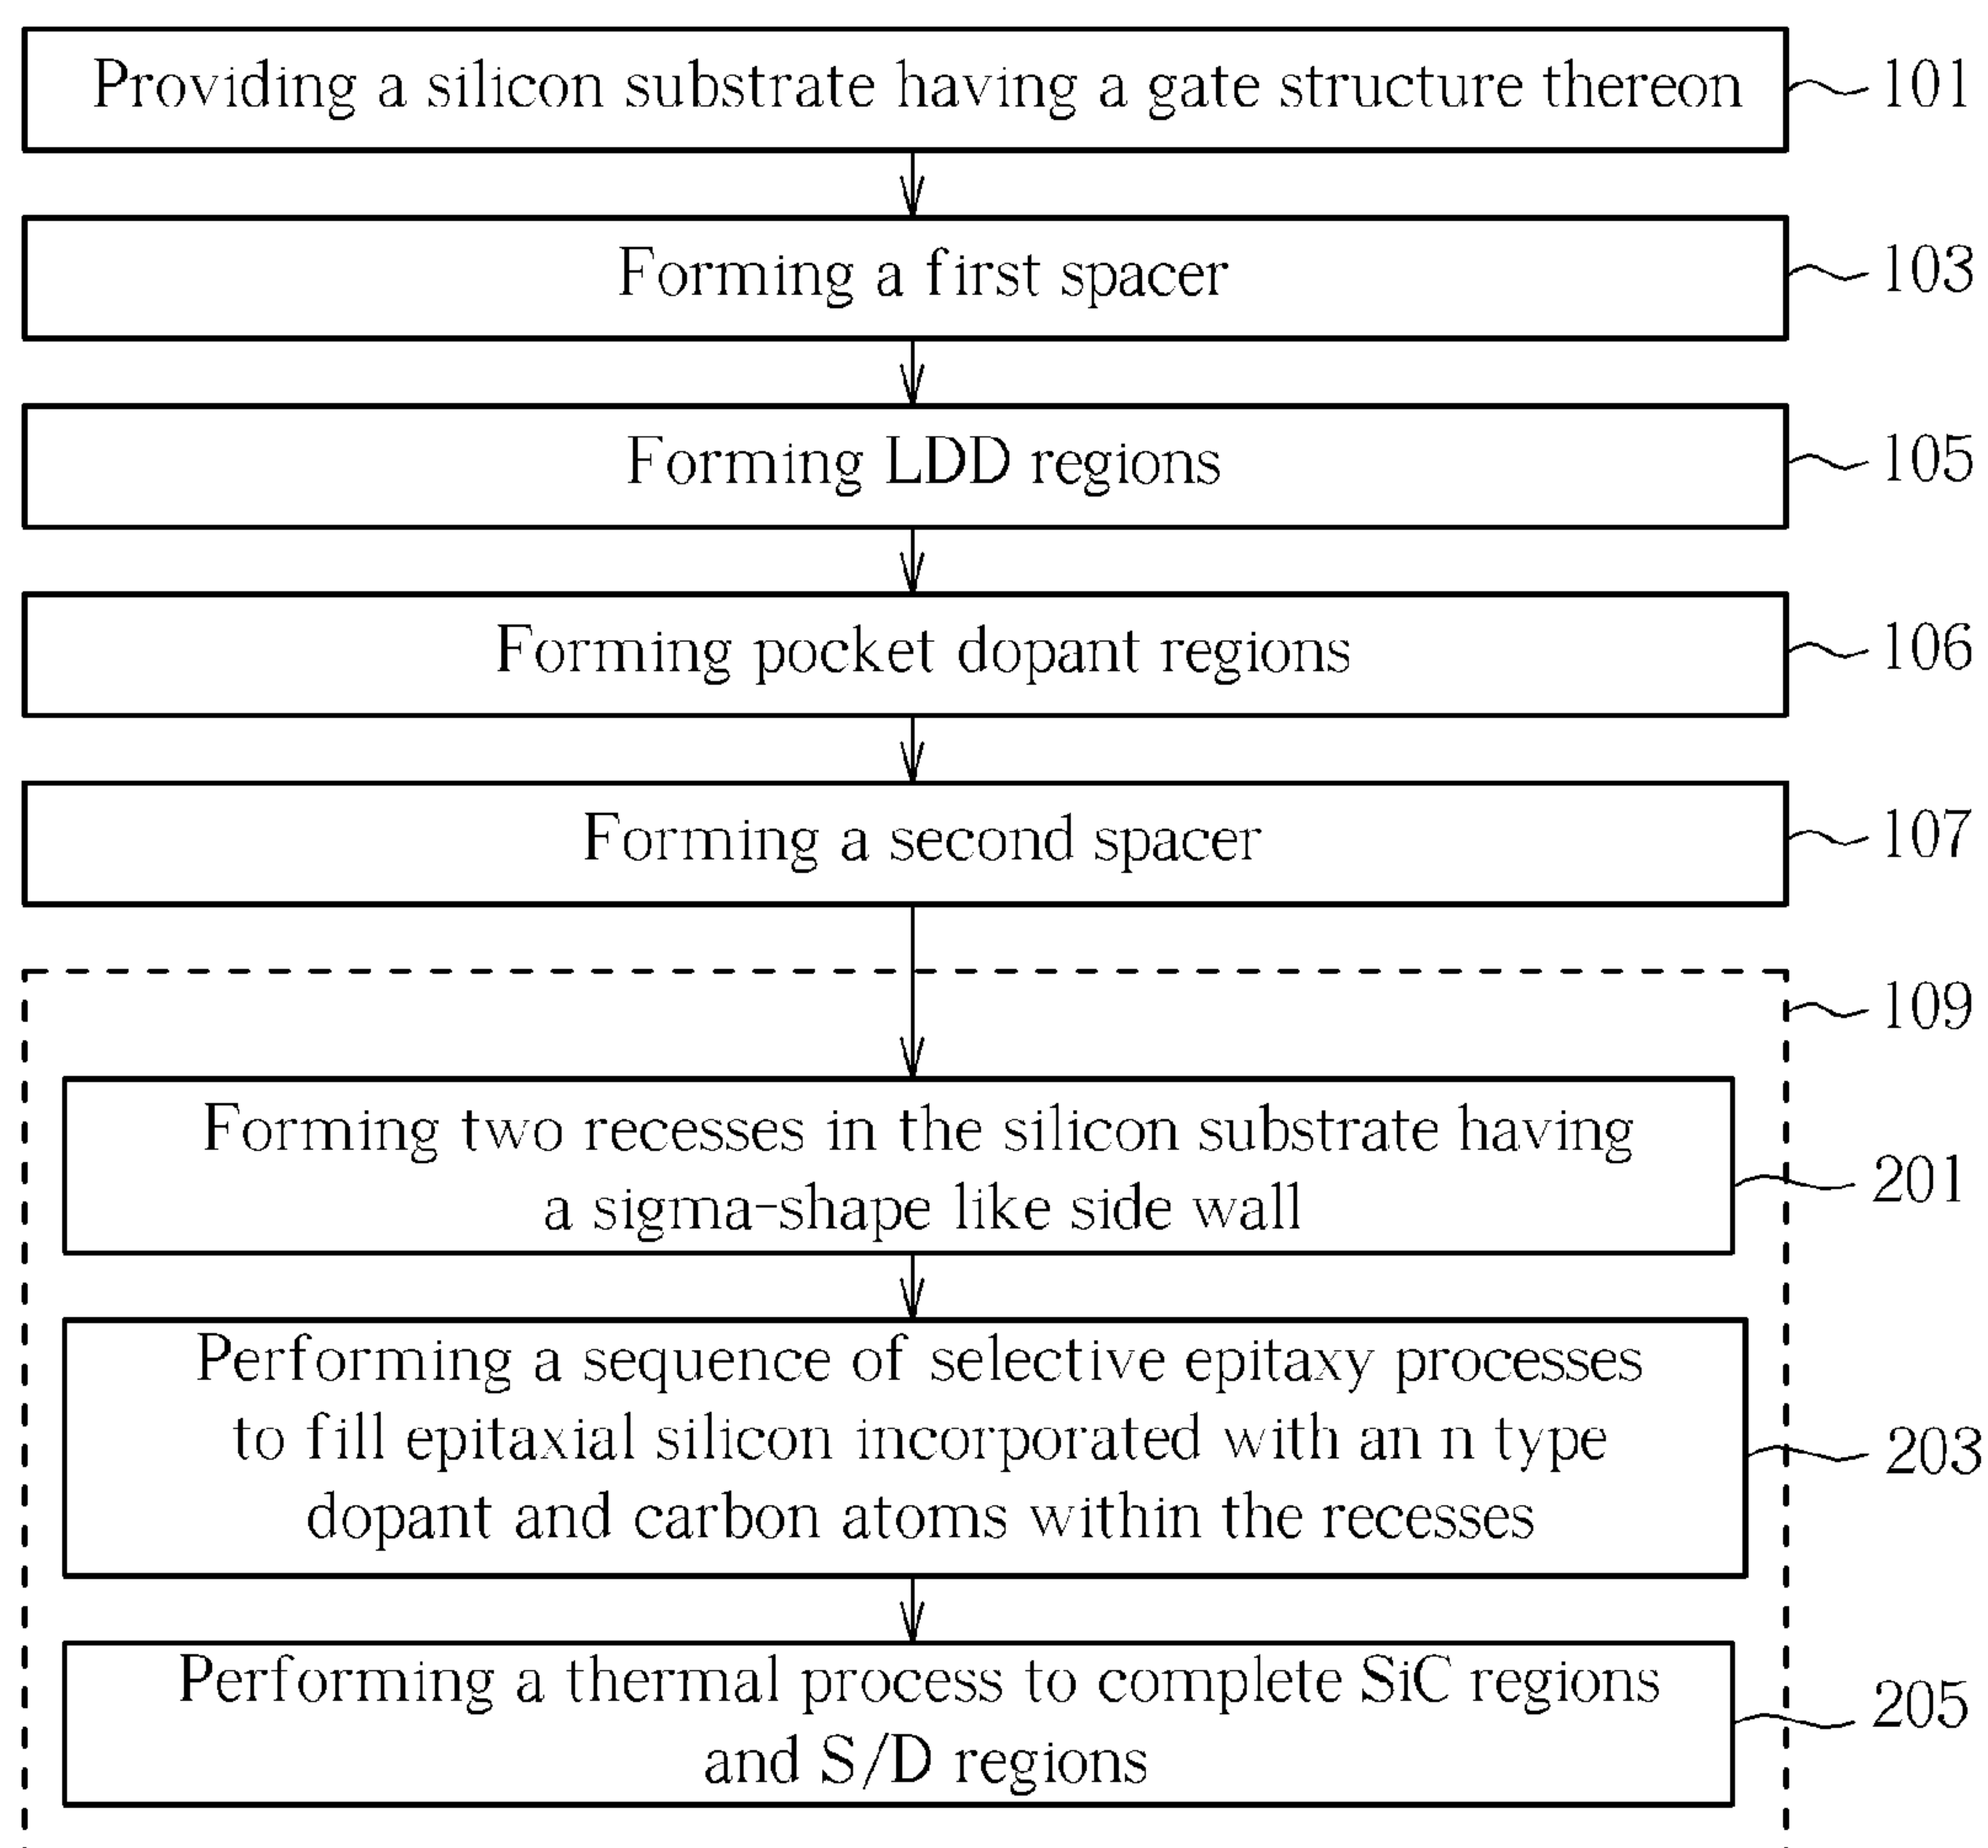 Providing a silicon substrate having a gate structure thereon
101
Forming a first spacer
103
Forming LDD regions
105
Forming pocket dopant regions
106
Forming a second spacer
107
109
Forming two recesses in the silicon substrate having
a sigma-shape like side wall
201
Performing a sequence of selective epitaxy processes
to fill epitaxial silicon incorporated with an n type
dopant and carbon atoms within the recesses
203
Performing a thermal process to complete SiC regions
and S/D regions
205